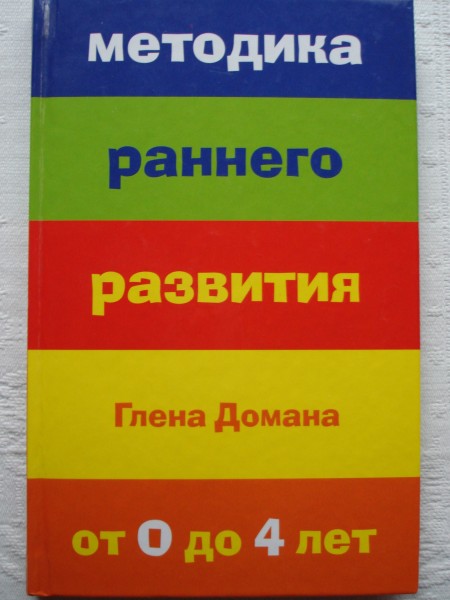 методика
раннего
развития
Глена Домана
от 0 до 4 лет